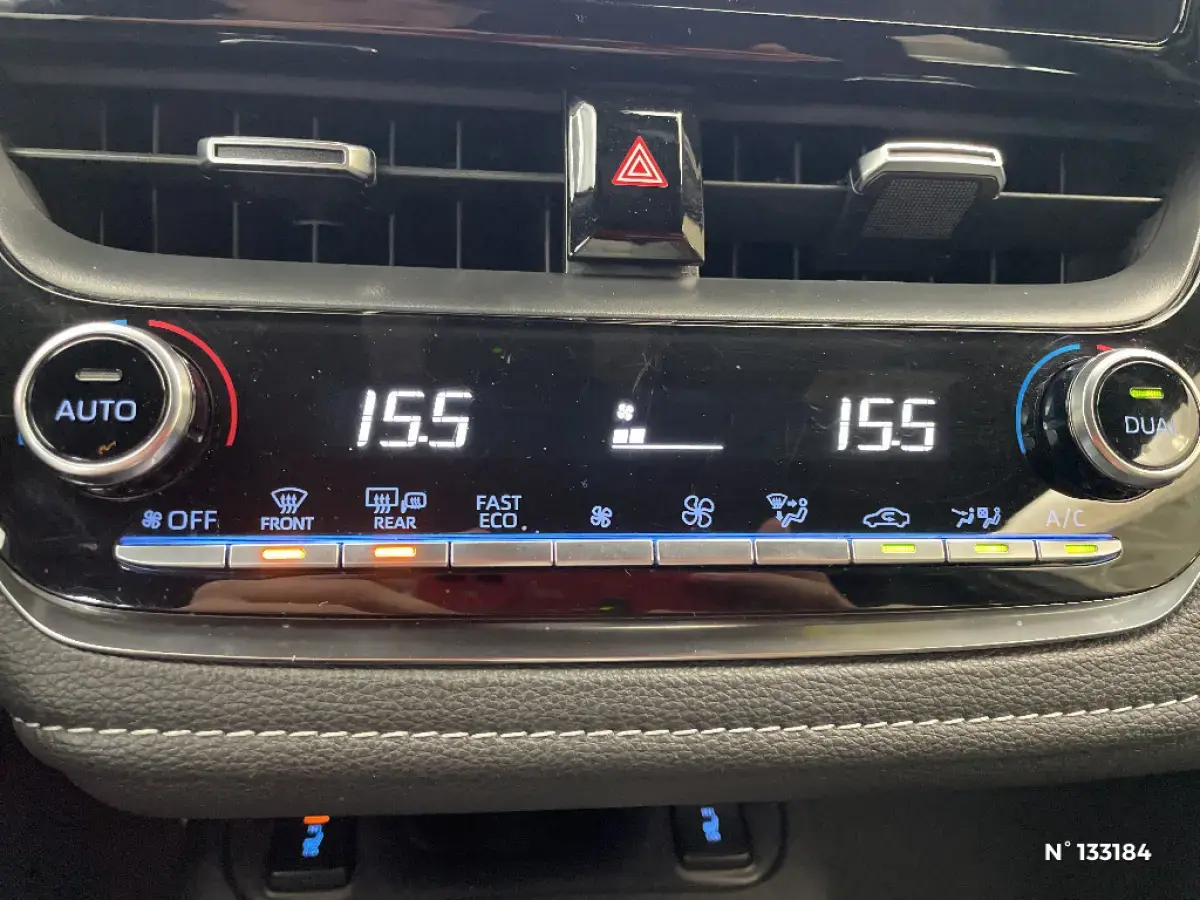 AUTO
15.5
15.5
DUAL
OFF
FRONT
REAR
FAST
ECO
A/C
N° 133184